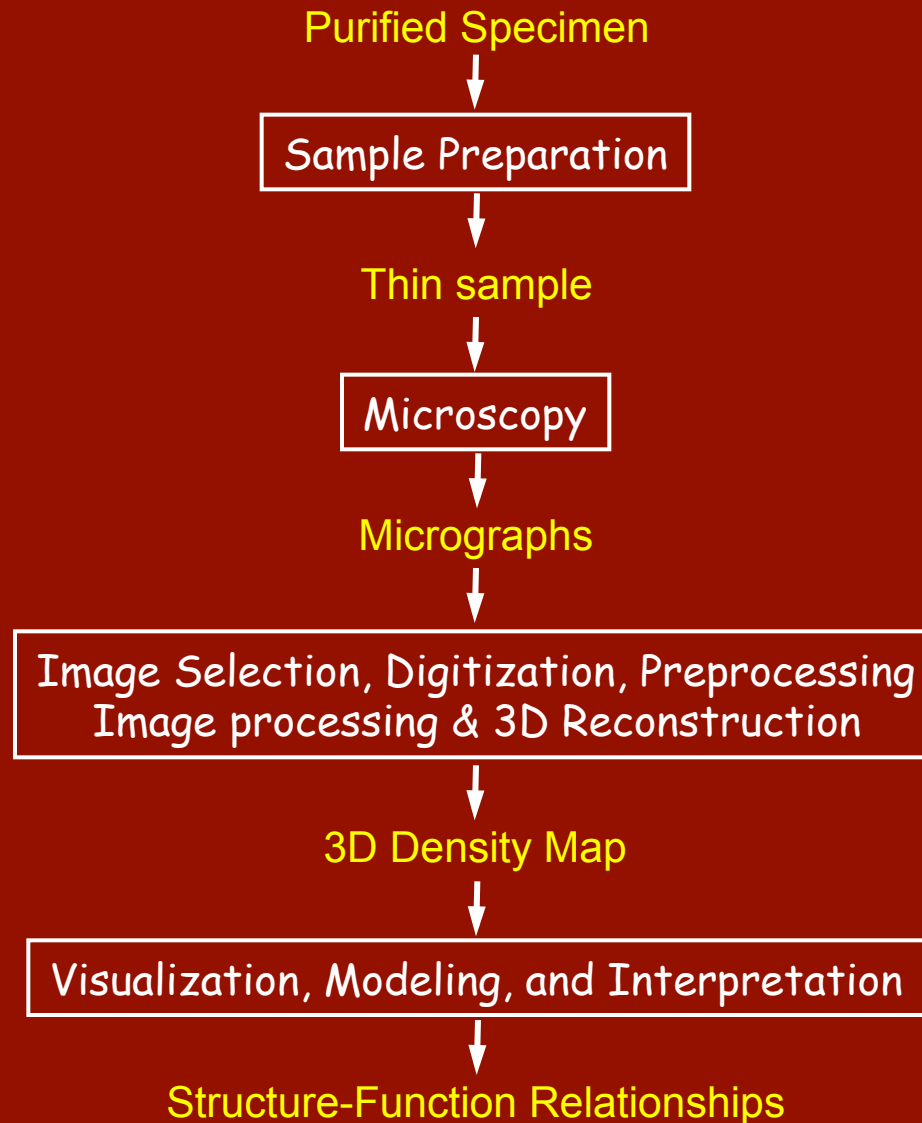 Purified Specimen
Sample Preparation
Thin sample
Microscopy
Micrographs
Image Selection, Digitization, Preprocessing
Image processing & 3D Reconstruction
3D Density Map
Visualization, Modeling, and Interpretation
Structure-Function Relationships